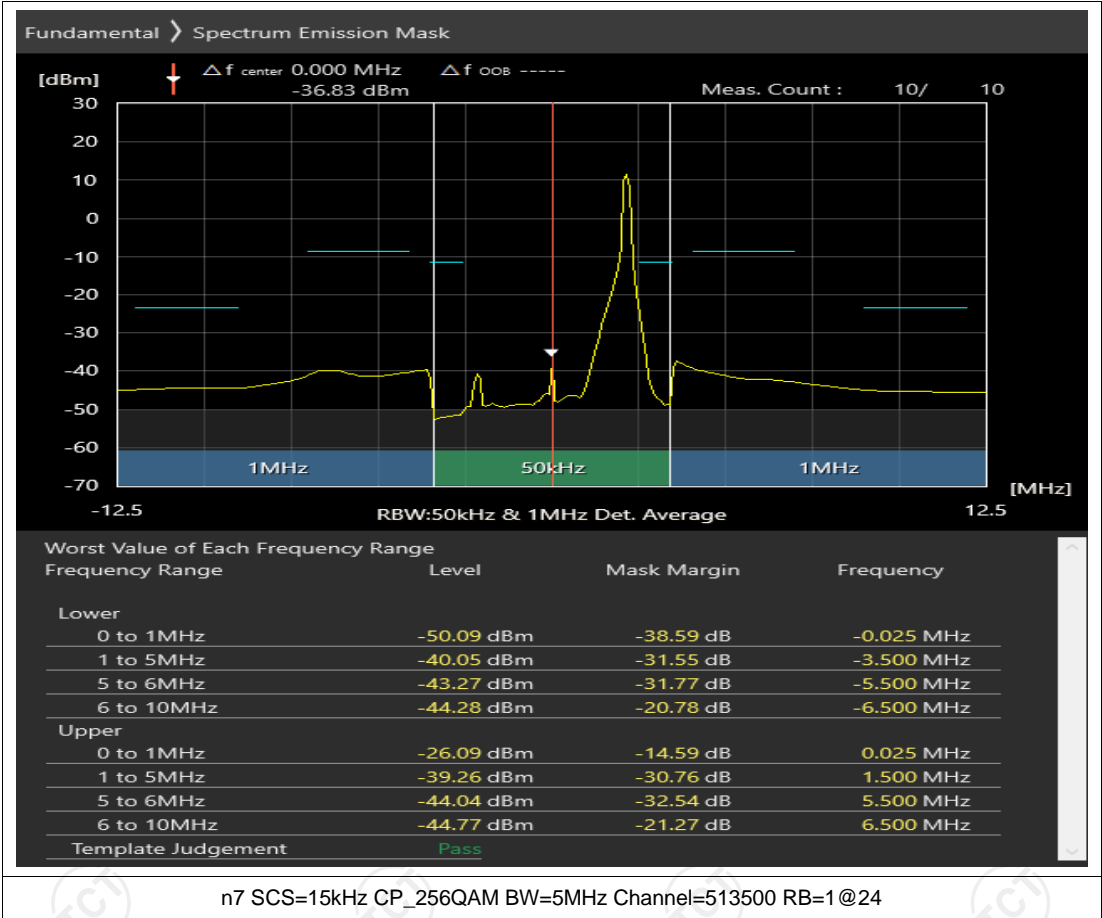 Fundamental ❯ Spectrum Emission Mask
[dBm] △f center 0.000 MHz △f OOB -----
-36.83 dBm Meas. Count : 10/ 10
30
20
10
0
-10
-20
-30
-40
-50
-60
1MHz 50kHz 1MHz
-70 [MHz]
-12.5 RBW:50kHz & 1MHz Det. Average 12.5
Worst Value of Each Frequency Range
Frequency Range Level Mask Margin Frequency
Lower
0 to 1MHz -50.09 dBm -38.59 dB -0.025 MHz
1 to 5MHz -40.05 dBm -31.55 dB -3.500 MHz
5 to 6MHz -43.27 dBm -31.77 dB -5.500 MHz
6 to 10MHz -44.28 dBm -20.78 dB -6.500 MHz
Upper
0 to 1MHz -26.09 dBm -14.59 dB 0.025 MHz
1 to 5MHz -39.26 dBm -30.76 dB 1.500 MHz
5 to 6MHz -44.04 dBm -32.54 dB 5.500 MHz
6 to 10MHz -44.77 dBm -21.27 dB 6.500 MHz
Template Judgement Pass
n7 SCS=15kHz CP_256QAM BW=5MHz Channel=513500 RB=1@24
TCT TCT TCT TCT